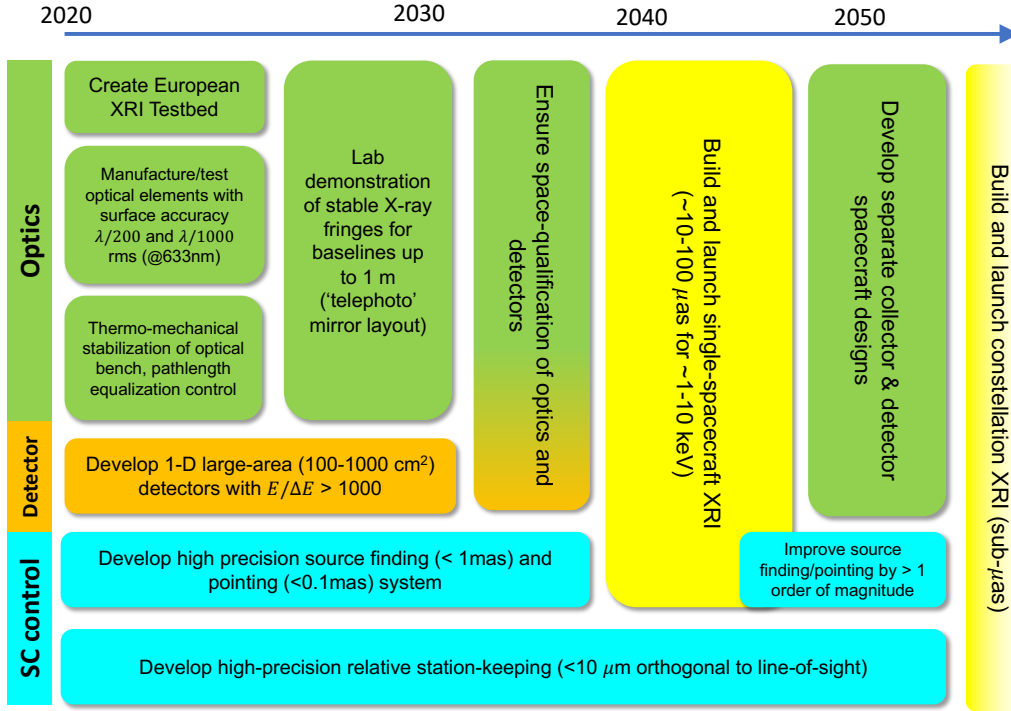 2020
2030
2040
2050
Optics
Create European
XRI Testbed
Manufacture/test
optical elements with
surface accuracy
λ/200 and λ/1000
rms (@633nm)
Thermo-mechanical
stabilization of optical
bench, pathlength
equalization control
Lab
demonstration
of stable X-ray
fringes for
baselines up
to 1 m
(‘telephoto’
mirror layout)
Ensure space-qualification of optics and
detectors
Build and launch single-spacecraft XRI
(~10-100 μas for ~1-10 keV)
Develop separate collector & detector
spacecraft designs
Build and launch constellation XRI (sub-μas)
Detector
Develop 1-D large-area (100-1000 cm²)
detectors with E/ΔE > 1000
SC control
Develop high precision source finding (< 1mas) and
pointing (<0.1mas) system
Improve source
finding/pointing by > 1
order of magnitude
Develop high-precision relative station-keeping (<10 μm orthogonal to line-of-sight)